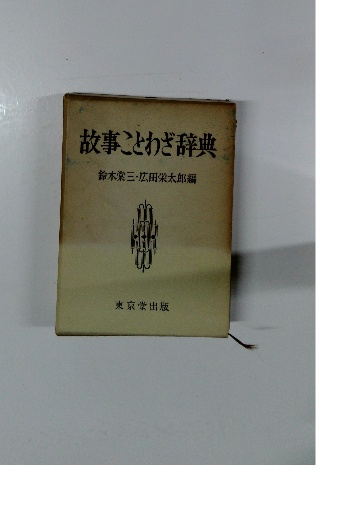 故事ことわざ辞典
鈴木棠三・広田栄太郎編
東京堂出版